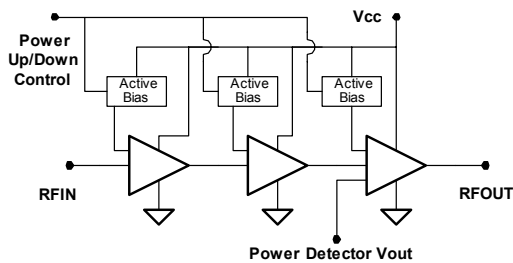 Power
Up/Down
Control
Vcc
Active
Bias
Active
Bias
Active
Bias
RFIN
RFOUT
Power Detector Vout